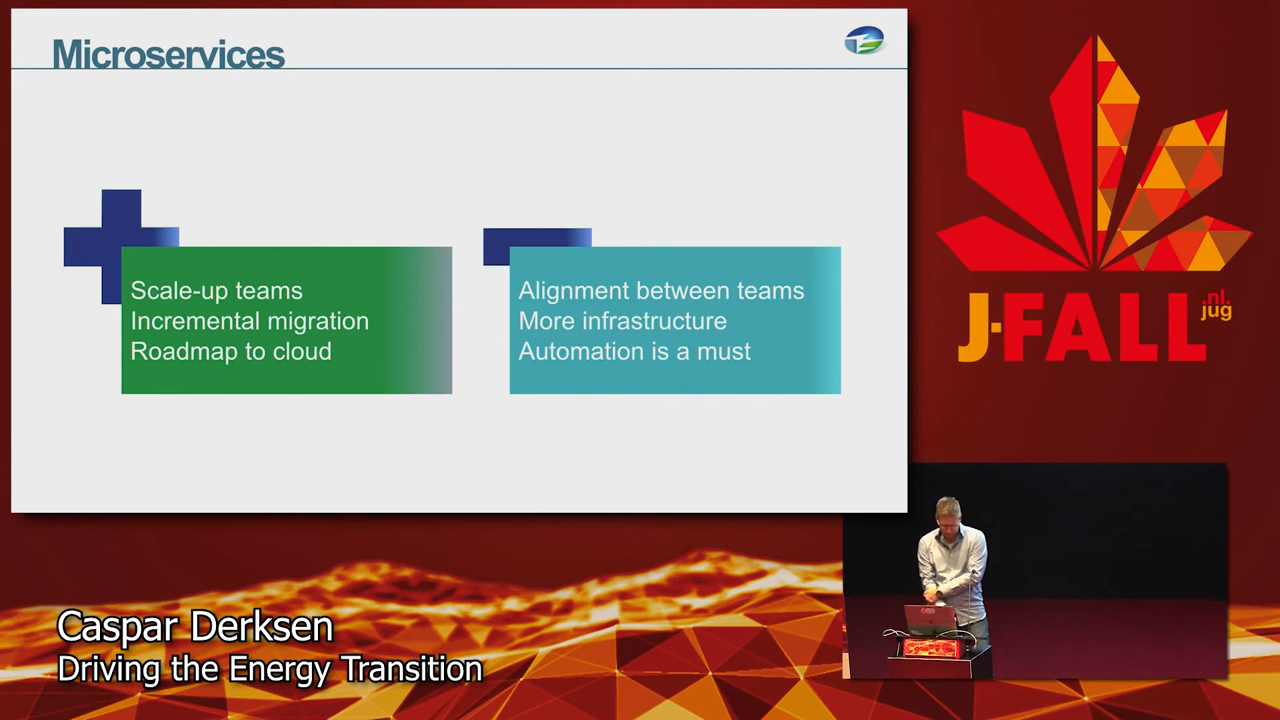 Microservices
Scale-up teams
Incremental migration
Roadmap to cloud
Alignment between teams
More infrastructure
Automation is a must
J-FALL
nl.
jug
Caspar Derksen
Driving the Energy Transition